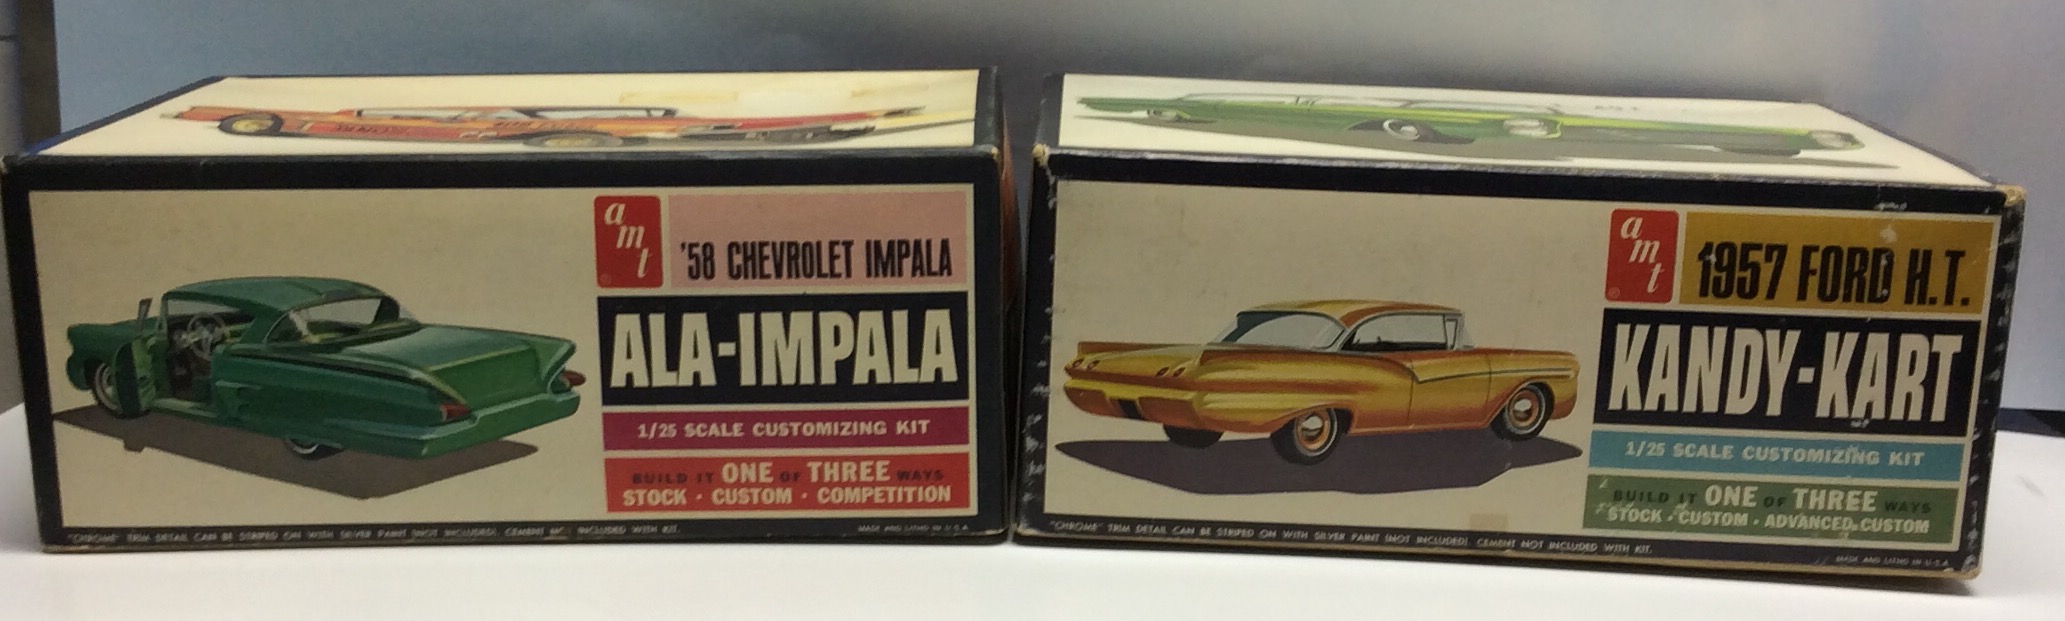 amt
'58 CHEVROLET IMPALA
ALA-IMPALA
1/25 SCALE CUSTOMIZING KIT
BUILD IT ONE OF THREE WAYS
STOCK · CUSTOM · COMPETITION
"CHROME" TRIM DETAIL CAN BE STRIPED ON WITH SILVER PAINT (NOT INCLUDED). CEMENT NOT INCLUDED WITH KIT.
MADE AND LITHO IN U.S.A.
amt
1957 FORD H.T.
KANDY-KART
1/25 SCALE CUSTOMIZING KIT
BUILD IT ONE OF THREE WAYS
STOCK · CUSTOM · ADVANCED CUSTOM
"CHROME" TRIM DETAIL CAN BE STRIPED ON WITH SILVER PAINT (NOT INCLUDED). CEMENT NOT INCLUDED WITH KIT.
MADE AND LITHO IN U.S.A.